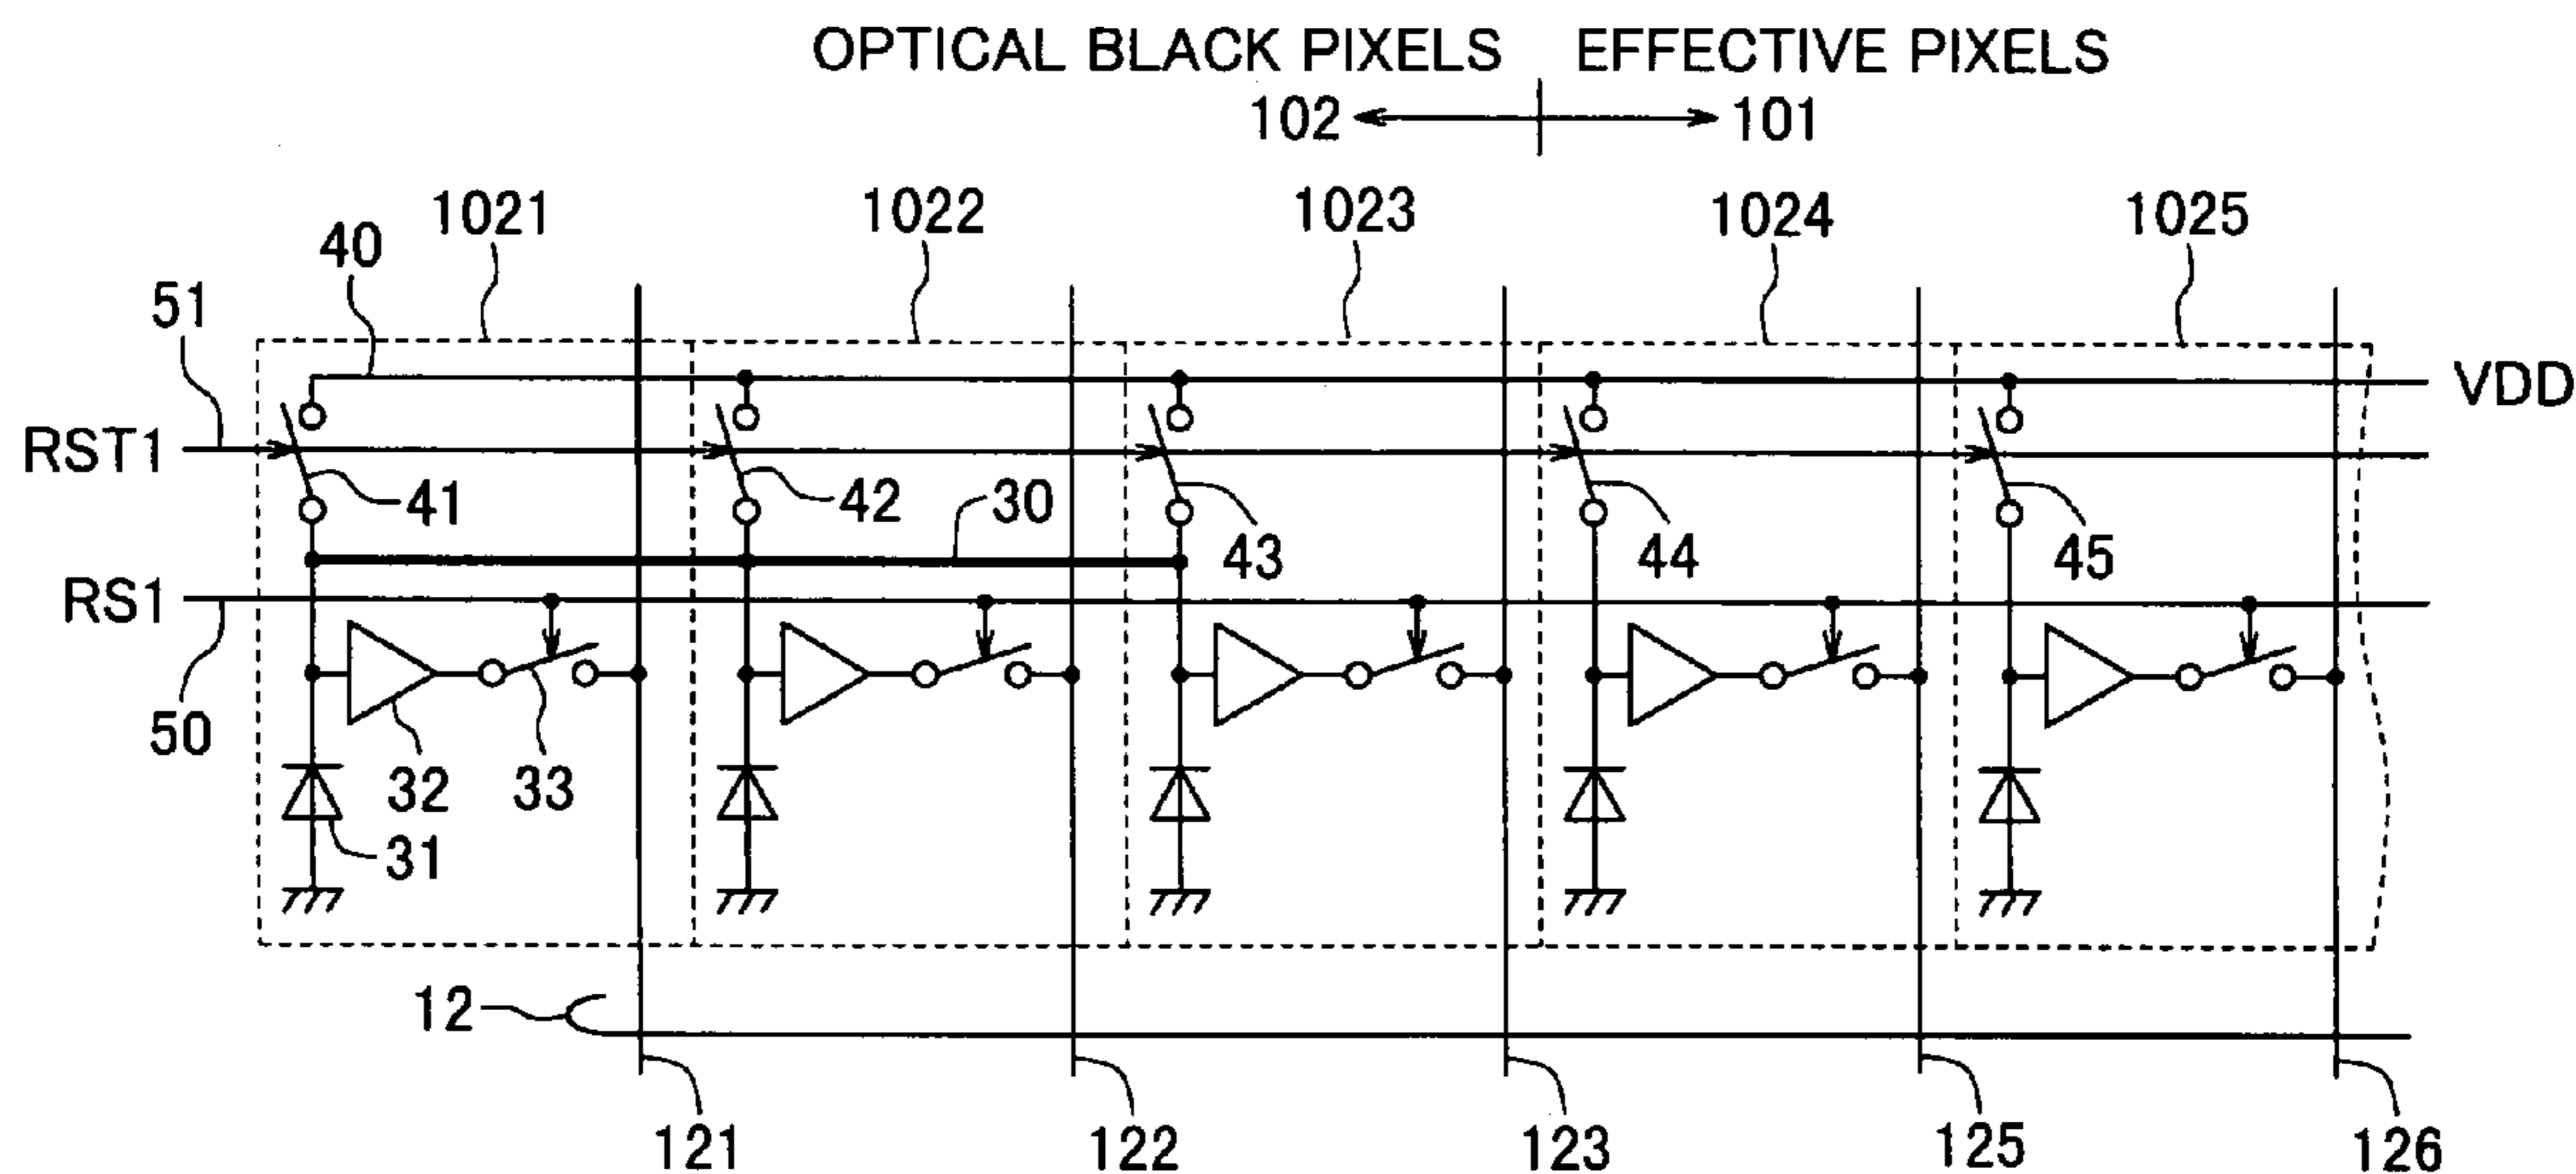 OPTICAL BLACK PIXELS EFFECTIVE PIXELS
102 101
1021 1022 1023 1024 1025
40
51
VDD
RST1
41 42 30 43 44 45
RS1
50
32 33
31
12
121 122 123 125 126